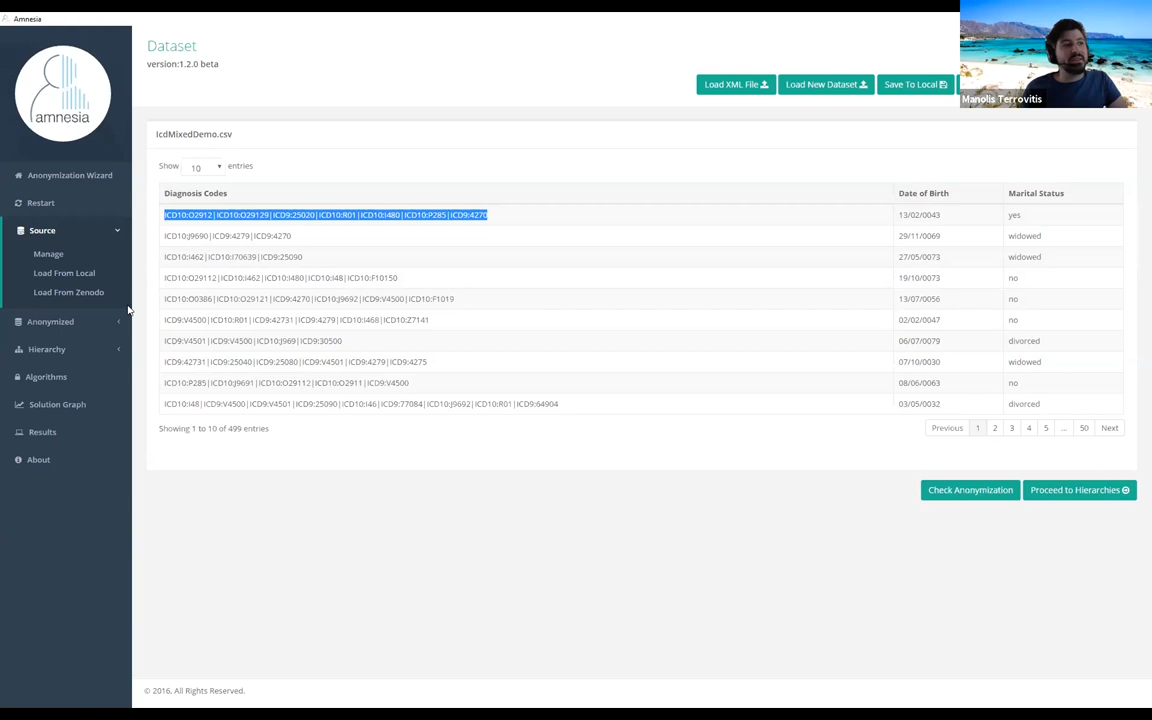 Amnesia
amnesia
Anonymization Wizard
Restart
Source
Manage
Load From Local
Load From Zenodo
Anonymized
Hierarchy
Algorithms
Solution Graph
Results
About
Dataset
version:1.2.0 beta
Load XML File
Load New Dataset
Save To Local
Manolis Terrovitis
IcdMixedDemo.csv
Show 10 entries
Diagnosis Codes Date of Birth Marital Status
ICD10:O2912|ICD10:O29129|ICD9:25020|ICD10:R01|ICD10:I480|ICD10:P285|ICD9:4270 13/02/0043 yes
ICD10:J9690|ICD9:4279|ICD9:4270 29/11/0069 widowed
ICD10:I462|ICD10:I70639|ICD9:25090 27/05/0073 widowed
ICD10:O29112|ICD10:I462|ICD10:I480|ICD10:I48|ICD10:F10150 19/10/0073 no
ICD10:O0386|ICD10:O29121|ICD9:4270|ICD10:J9692|ICD9:V4500|ICD10:F1019 13/07/0056 no
ICD9:V4500|ICD10:R01|ICD9:42731|ICD9:4279|ICD10:I468|ICD10:Z7141 02/02/0047 no
ICD9:V4501|ICD9:V4500|ICD10:J969|ICD9:30500 06/07/0079 divorced
ICD9:42731|ICD9:25040|ICD9:25080|ICD9:V4501|ICD9:4279|ICD9:4275 07/10/0030 widowed
ICD10:P285|ICD10:J9691|ICD10:O29112|ICD10:O2911|ICD9:V4500 08/06/0063 no
ICD10:I48|ICD9:V4500|ICD9:V4501|ICD9:25090|ICD10:I46|ICD9:77084|ICD10:J9692|ICD10:R01|ICD9:64904 03/05/0032 divorced
Showing 1 to 10 of 499 entries
Previous 1 2 3 4 5 ... 50 Next
Check Anonymization
Proceed to Hierarchies
© 2016, All Rights Reserved.